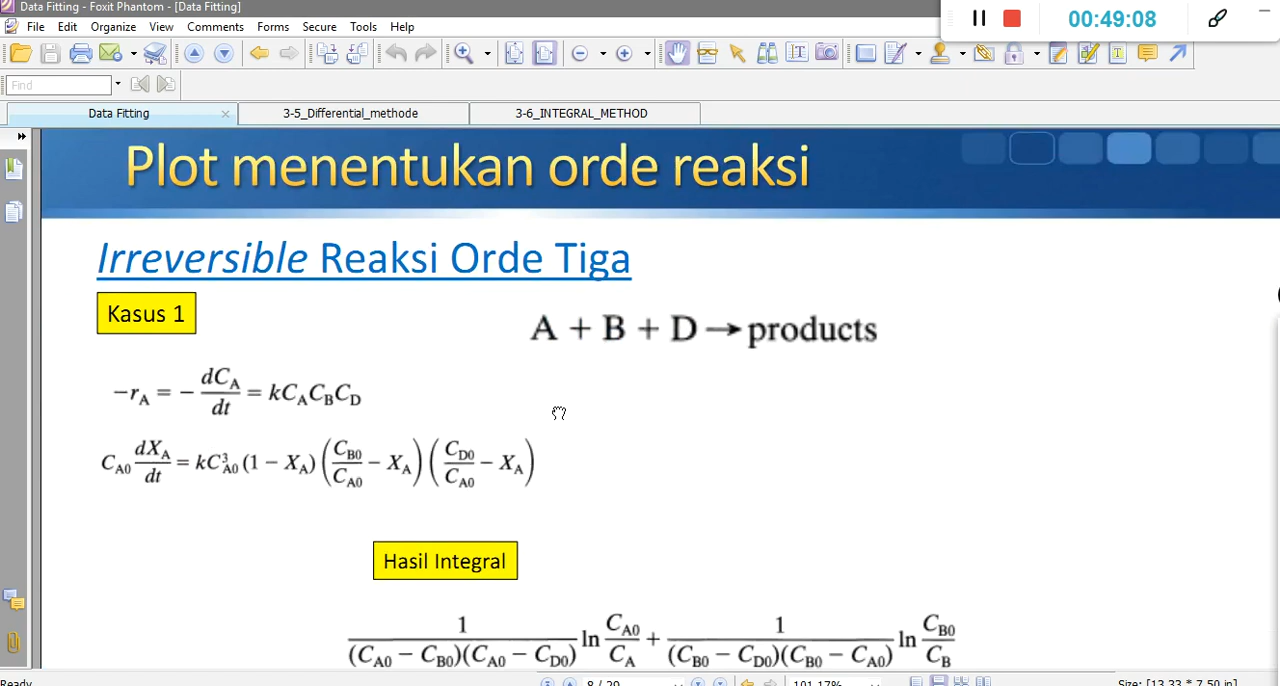 Data Fitting - Foxit Phantom - [Data Fitting]
File Edit View Organize Comments Forms Secure Tools Help
00:49:08
Find
Data Fitting 3-5_Differential_methode 3-6_INTEGRAL_METHOD
Plot menentukan orde reaksi
Irreversible Reaksi Orde Tiga
Kasus 1
A + B + D → products
−r_A = − dC_A/dt = kC_AC_BC_D
C_A0 dX_A/dt = kC³_A0 (1 − X_A) (C_B0/C_A0 − X_A) (C_D0/C_A0 − X_A)
Hasil Integral
1/((C_A0 − C_B0)(C_A0 − C_D0)) ln C_A0/C_A + 1/((C_B0 − C_D0)(C_B0 − C_A0)) ln C_B0/C_B
Ready 8 / 29 101.17% Size: [13.33 * 7.50 in]